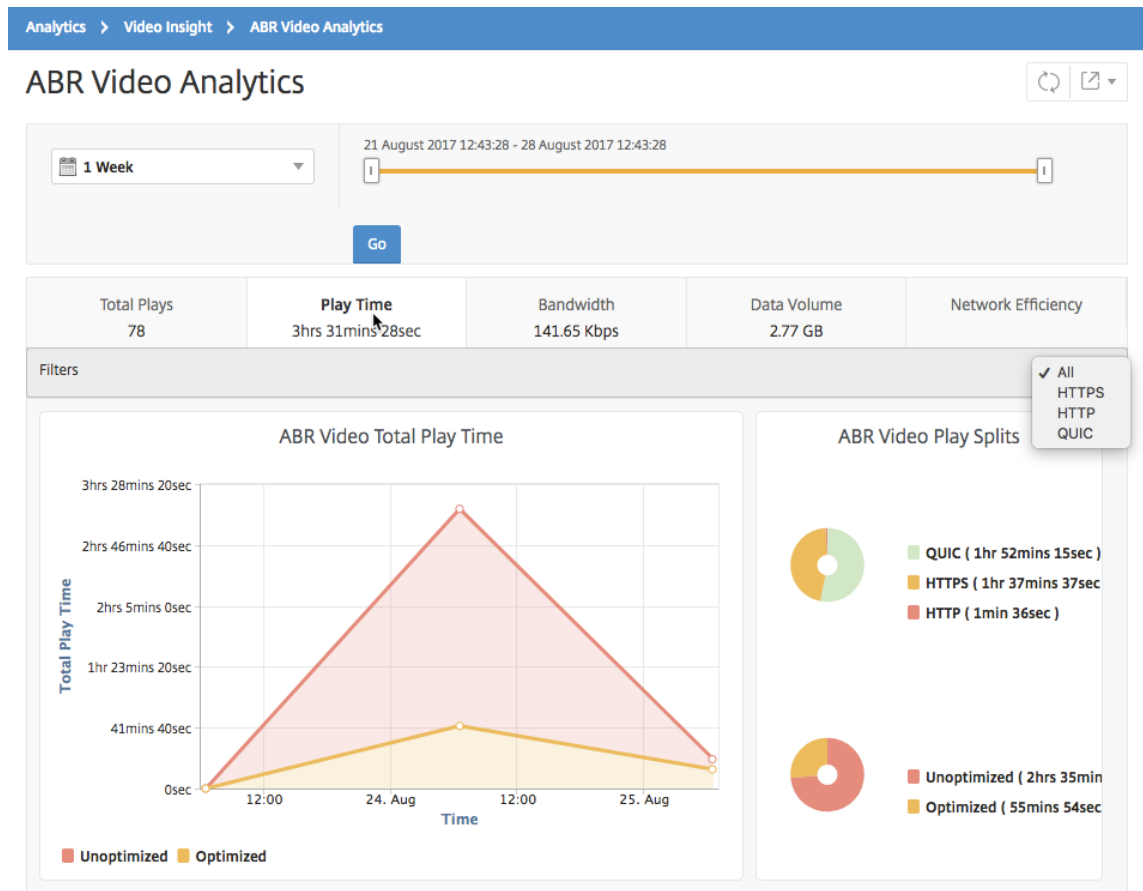 Analytics > Video Insight > ABR Video Analytics
ABR Video Analytics
21 August 2017 12:43:28 - 28 August 2017 12:43:28
1 Week
Go
Total Plays
78
Play Time
3hrs 31mins 28sec
Bandwidth
141.65 Kbps
Data Volume
2.77 GB
Network Efficiency
Filters
All
HTTPS
HTTP
QUIC
ABR Video Total Play Time
3hrs 28mins 20sec
2hrs 46mins 40sec
2hrs 5mins 0sec
1hr 23mins 20sec
41mins 40sec
0sec
Total Play Time
12:00
24. Aug
12:00
25. Aug
Time
Unoptimized
Optimized
ABR Video Play Splits
QUIC ( 1hr 52mins 15sec )
HTTPS ( 1hr 37mins 37sec
HTTP ( 1min 36sec )
Unoptimized ( 2hrs 35min
Optimized ( 55mins 54sec